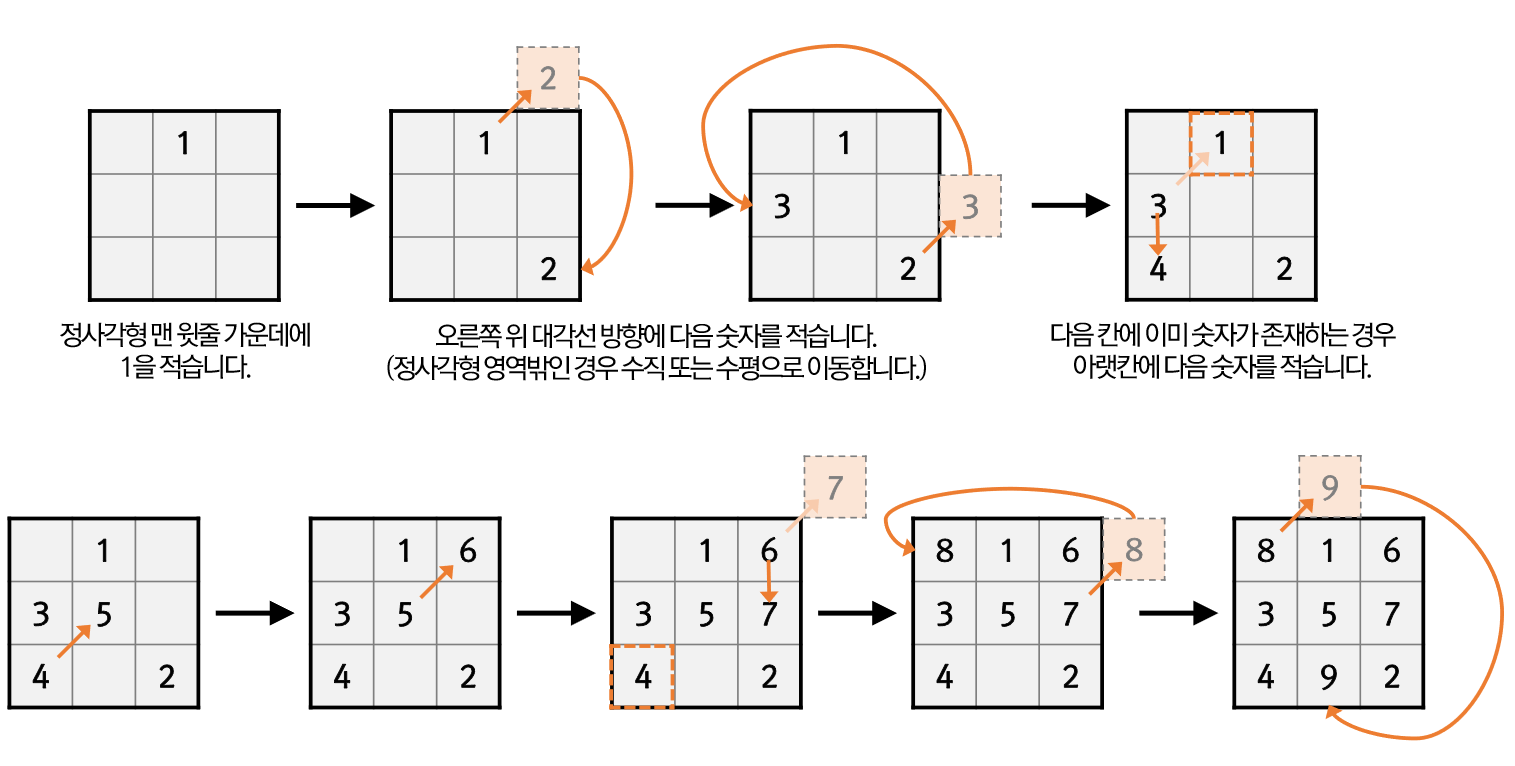 1
2
1
2
1
3
3
2
1
3
4
2
정사각형 맨 윗줄 가운데에
1을 적습니다.
오른쪽 위 대각선 방향에 다음 숫자를 적습니다.
(정사각형 영역밖인 경우 수직 또는 수평으로 이동합니다.)
다음 칸에 이미 숫자가 존재하는 경우
아랫칸에 다음 숫자를 적습니다.
1
3 5
4 2
1 6
3 5
4 2
7
1 6
3 5 7
4 2
8 1 6 8
3 5 7
4 2
9
8 1 6
3 5 7
4 9 2